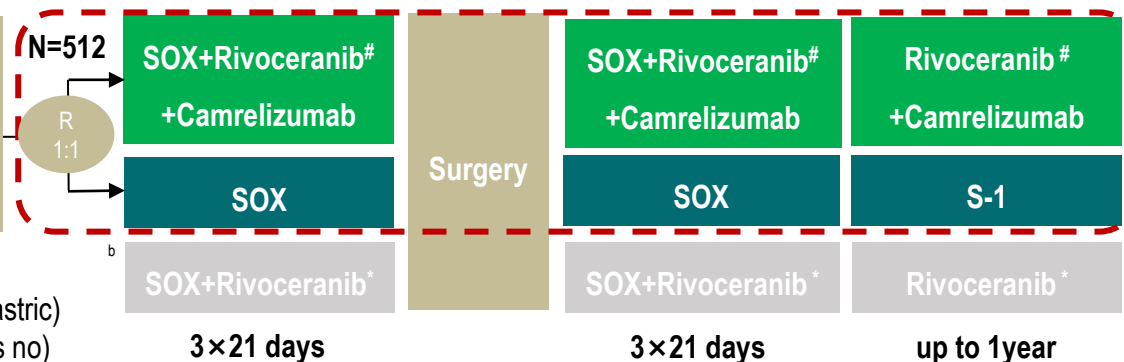 N=512
R
1:1
SOX+Rivoceranib#
+Camrelizumab
SOX
b
SOX+Rivoceranib*
3×21 days
Surgery
SOX+Rivoceranib#
+Camrelizumab
SOX
SOX+Rivoceranib*
3×21 days
Rivoceranib#
+Camrelizumab
S-1
Rivoceranib*
up to 1year
astric)
s no)